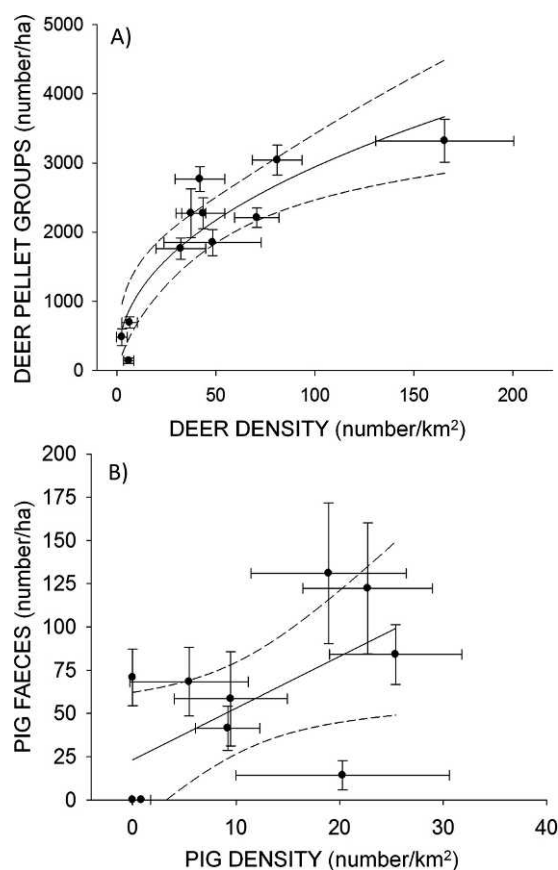 A)
DEER PELLET GROUPS (number/ha)
5000
4000
3000
2000
1000
0
0 50 100 150 200
DEER DENSITY (number/km²)
B)
PIG FAECES (number/ha)
200
175
150
125
100
75
50
25
0
0 10 20 30 40
PIG DENSITY (number/km²)